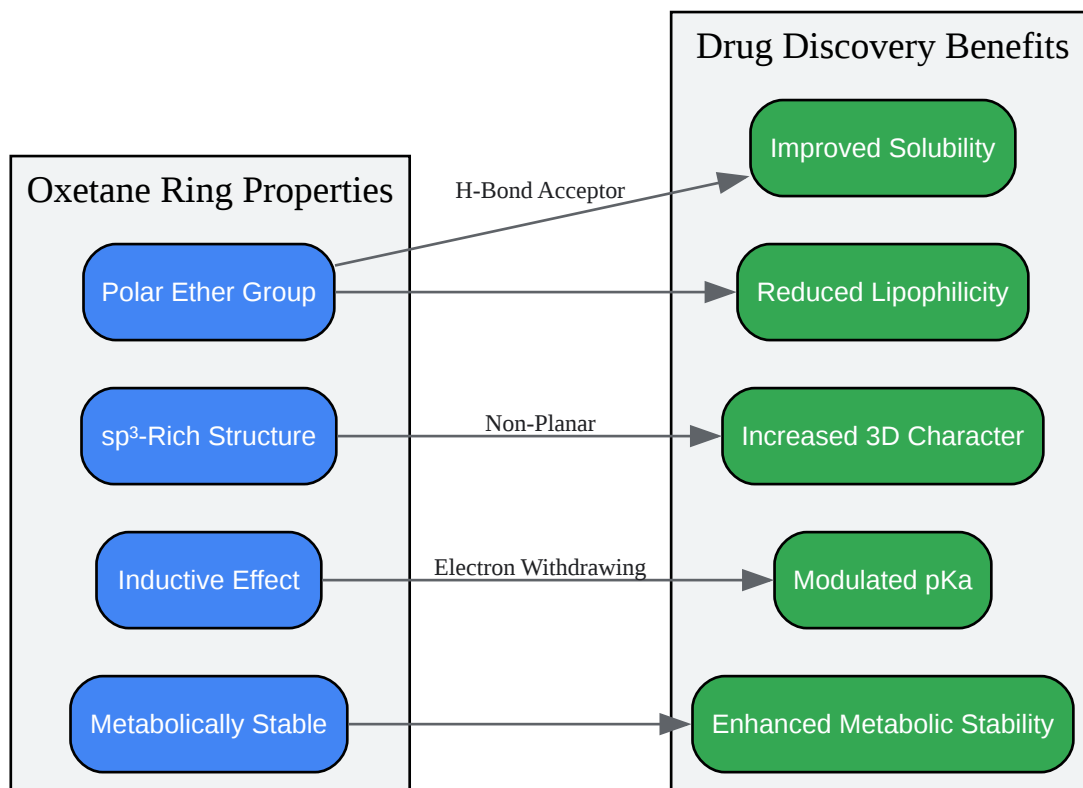 Drug Discovery Benefits
Improved Solubility
H-Bond Acceptor
Oxetane Ring Properties
Polar Ether Group
Reduced Lipophilicity
sp³-Rich Structure
Non-Planar
Increased 3D Character
Inductive Effect
Electron Withdrawing
Modulated pKa
Metabolically Stable
Enhanced Metabolic Stability